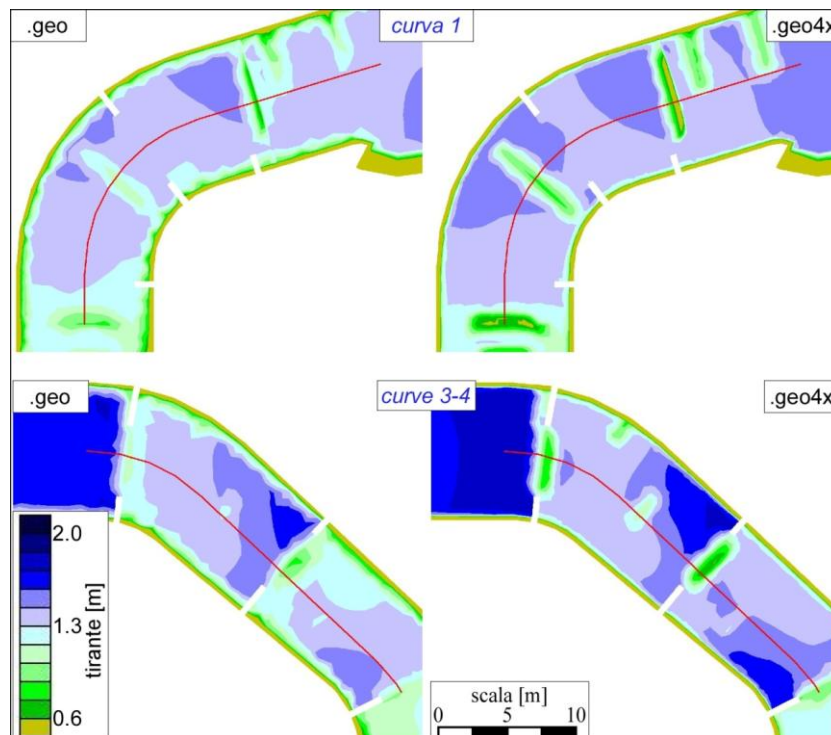 .geo
curva 1
.geo4x
.geo
curve 3-4
.geo4x
2.0
1.3
0.6
tirante [m]
scala [m]
0 5 10